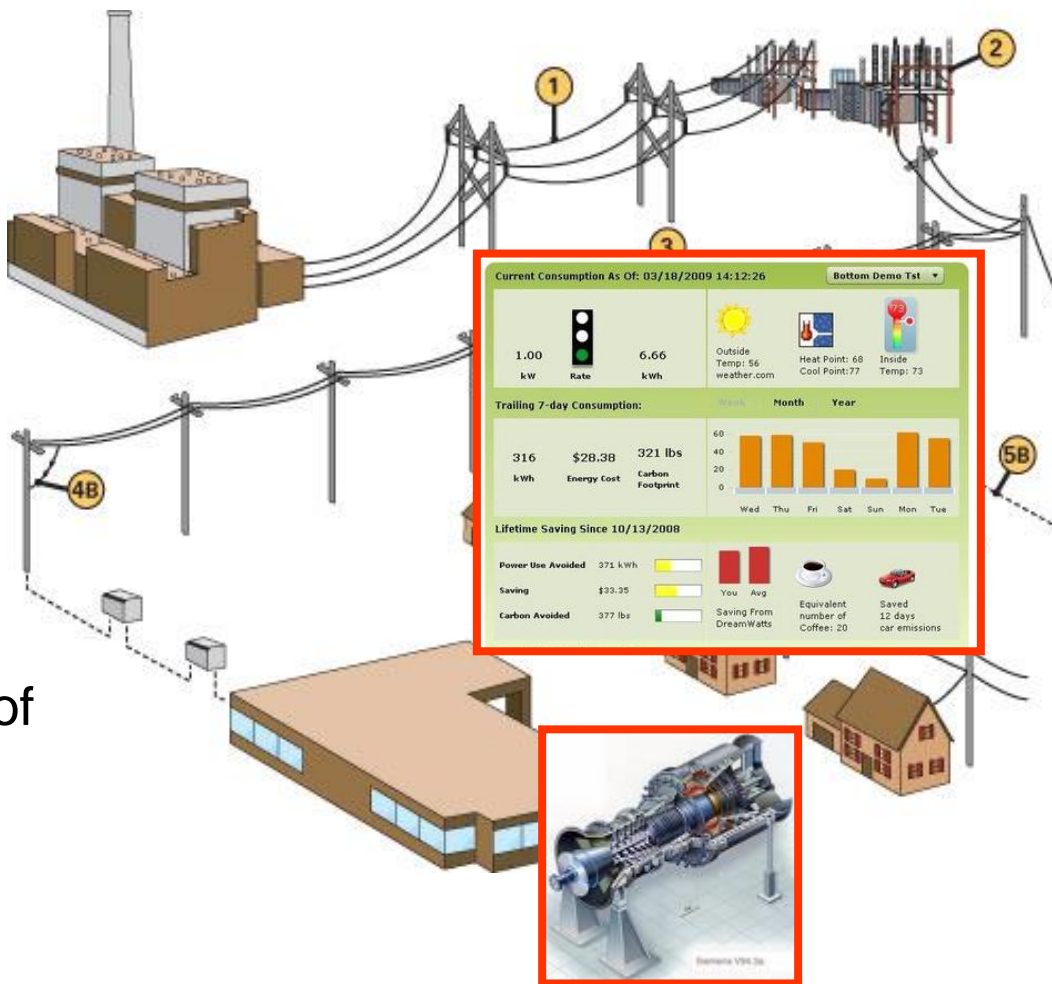 1
2
3
Current Consumption As Of: 03/18/2009 14:12:26
Bottom Demo Tst
1.00
kW
Rate
6.66
kWh
Outside
Temp: 56
weather.com
Heat Point: 68
Cool Point:77
73
Inside
Temp: 73
Trailing 7-day Consumption:
Week Month Year
316
kWh
$28.38
Energy Cost
321 lbs
Carbon
Footprint
60
40
20
0
Wed Thu Fri Sat Sun Mon Tue
Lifetime Saving Since 10/13/2008
Power Use Avoided 371 kWh
Saving $33.35
Carbon Avoided 377 lbs
You Avg
Saving From
DreamWatts
Equivalent
number of
Coffee: 20
Saved
12 days
car emissions
4B
5B
of
Siemens V94.3a